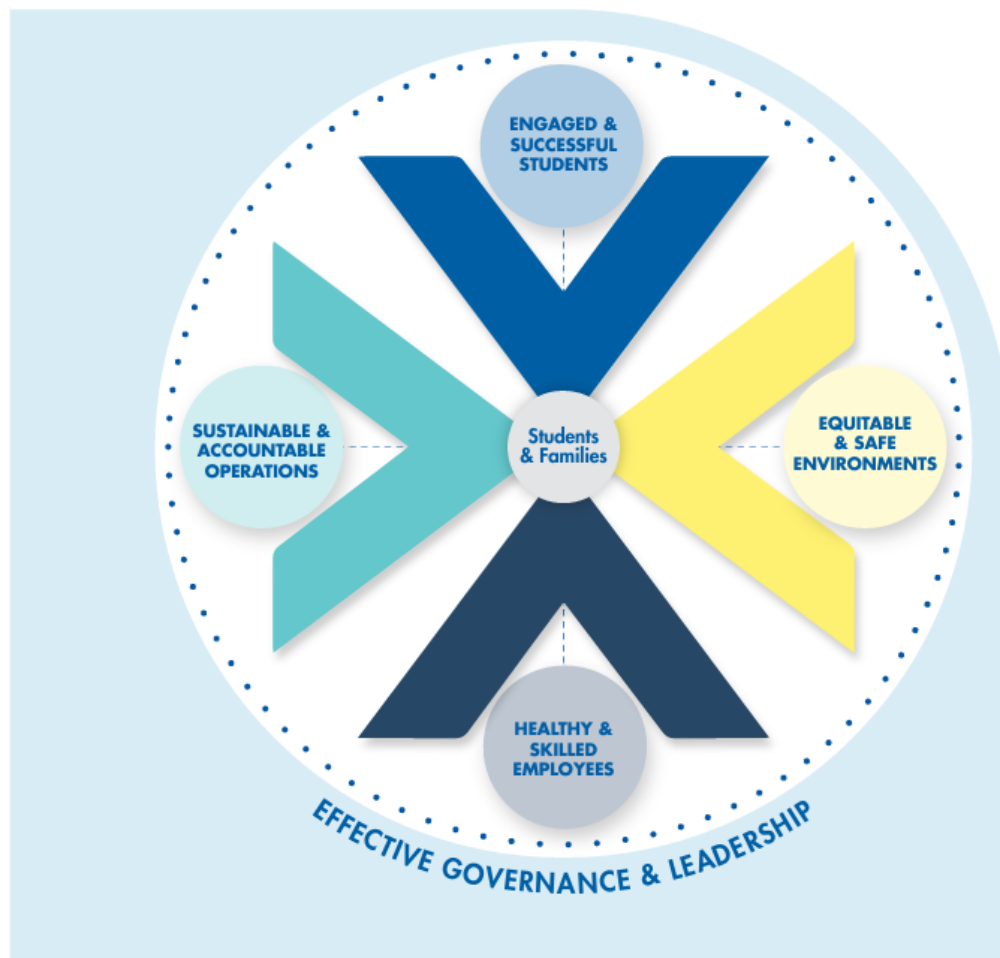 ENGAGED &
SUCCESSFUL
STUDENTS
SUSTAINABLE &
ACCOUNTABLE
OPERATIONS
Students
& Families
EQUITABLE
& SAFE
ENVIRONMENTS
HEALTHY &
SKILLED
EMPLOYEES
EFFECTIVE GOVERNANCE & LEADERSHIP